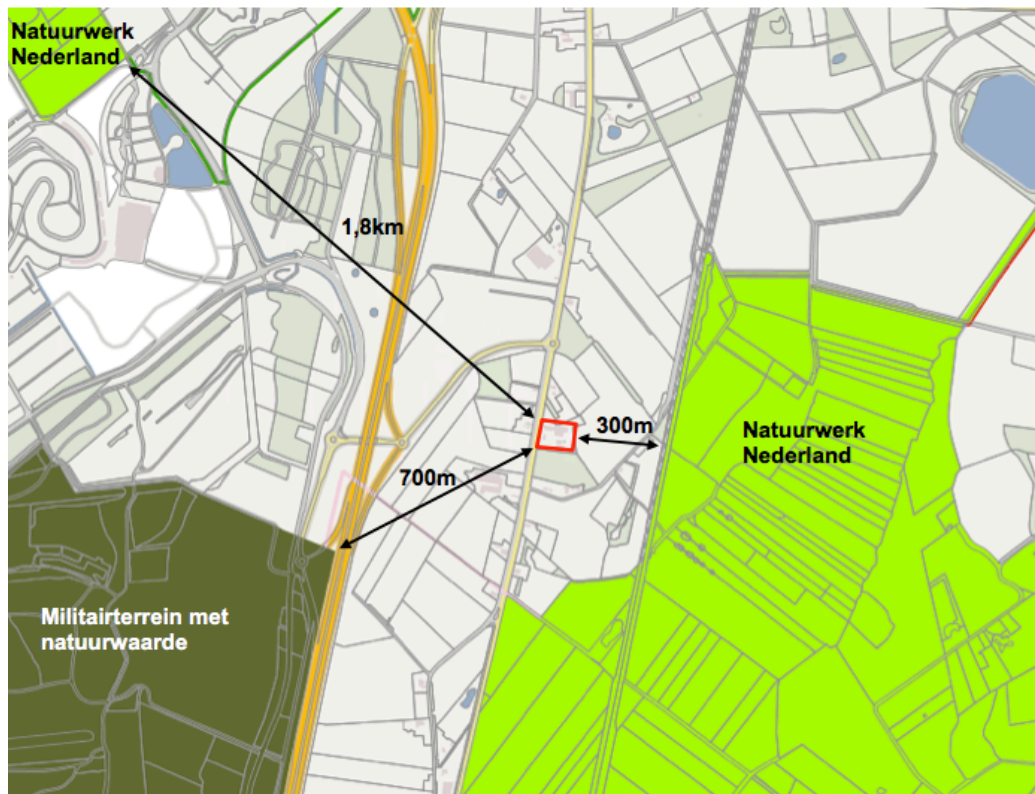 Natuurwerk
Nederland
1,8km
300m
Natuurwerk
Nederland
700m
Militairterrein met
natuurwaarde